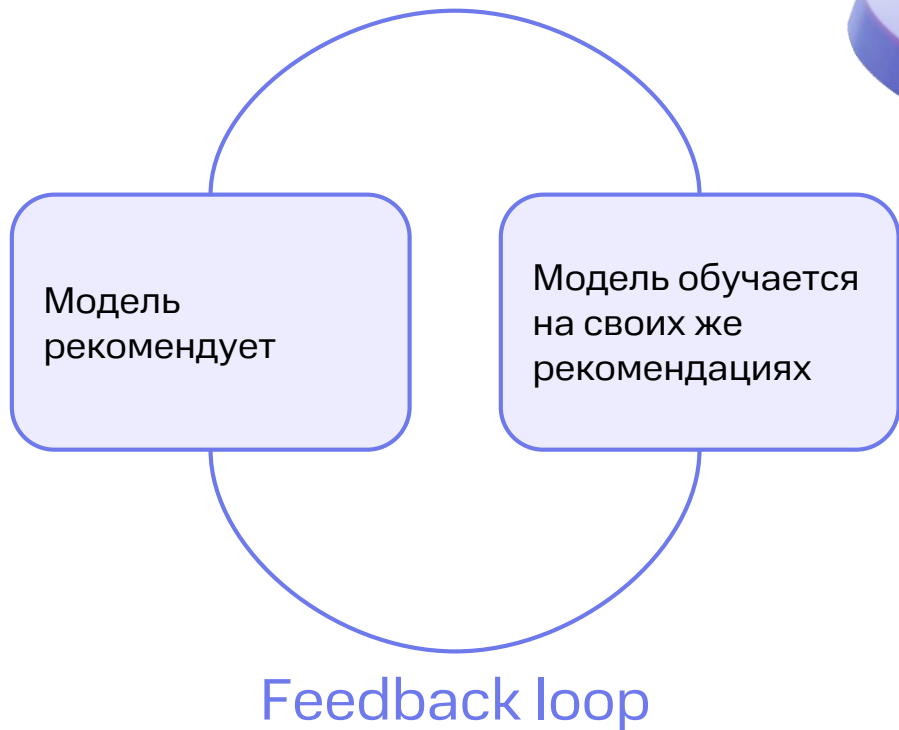 Модель
рекомендует
Модель обучается
на своих же
рекомендациях
Feedback loop